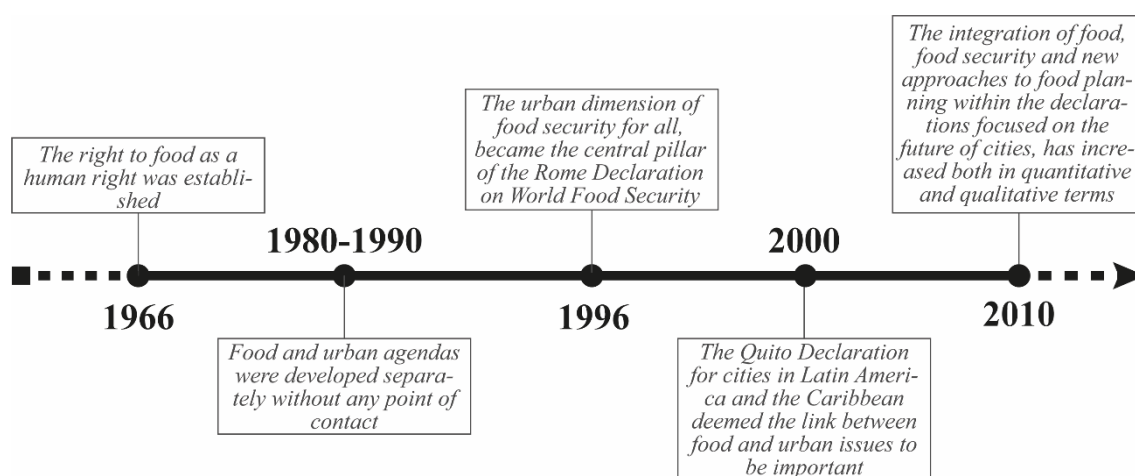 The right to food as a
human right was establi-
shed
1966
1980-1990
Food and urban agendas
were developed separa-
tely without any point of
contact
The urban dimension of
food security for all,
became the central pillar
of the Rome Declaration
on World Food Security
1996
2000
The Quito Declaration
for cities in Latin Ameri-
ca and the Caribbean
deemed the link between
food and urban issues to
be important
The integration of food,
food security and new
approaches to food plan-
ning within the declara-
tions focused on the
future of cities, has incre-
ased both in quantitative
and qualitative terms
2010